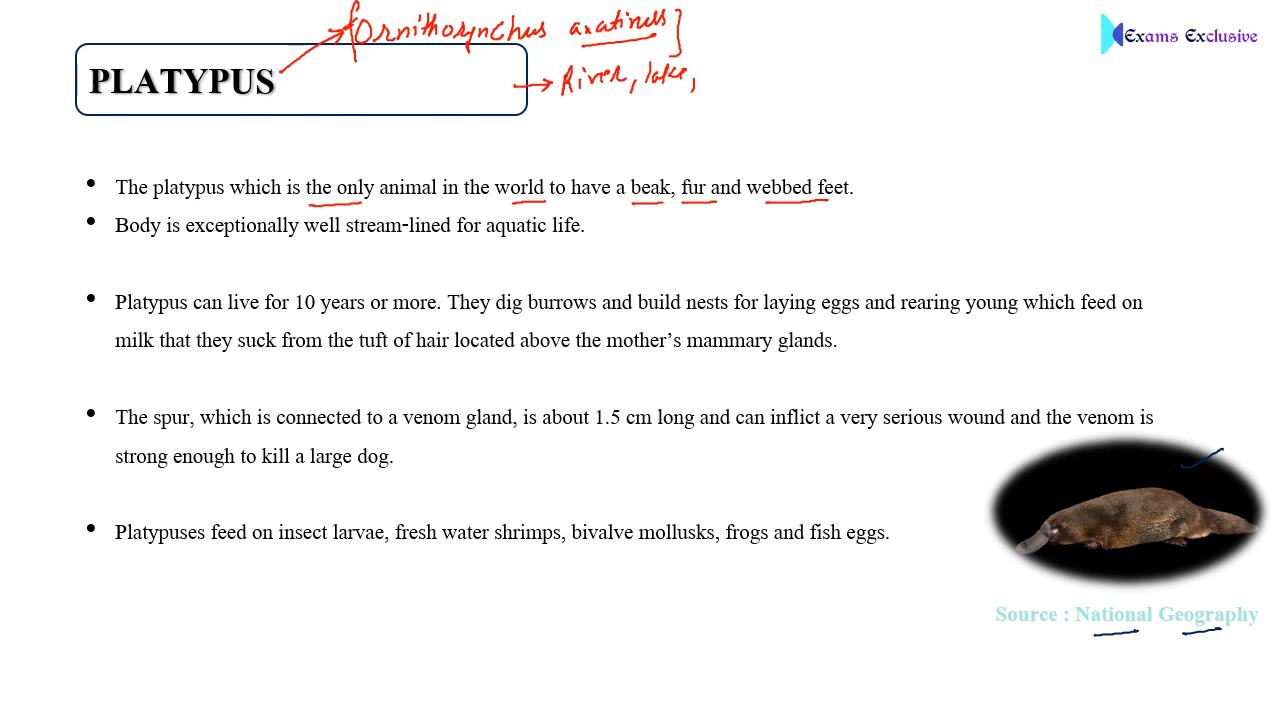 [Ornithorynchus anatinus]
Exams Exclusive
PLATYPUS
→ River, lake,
• The platypus which is the only animal in the world to have a beak, fur and webbed feet.
• Body is exceptionally well stream-lined for aquatic life.
• Platypus can live for 10 years or more. They dig burrows and build nests for laying eggs and rearing young which feed on
milk that they suck from the tuft of hair located above the mother’s mammary glands.
• The spur, which is connected to a venom gland, is about 1.5 cm long and can inflict a very serious wound and the venom is
strong enough to kill a large dog.
• Platypuses feed on insect larvae, fresh water shrimps, bivalve mollusks, frogs and fish eggs.
Source : National Geography